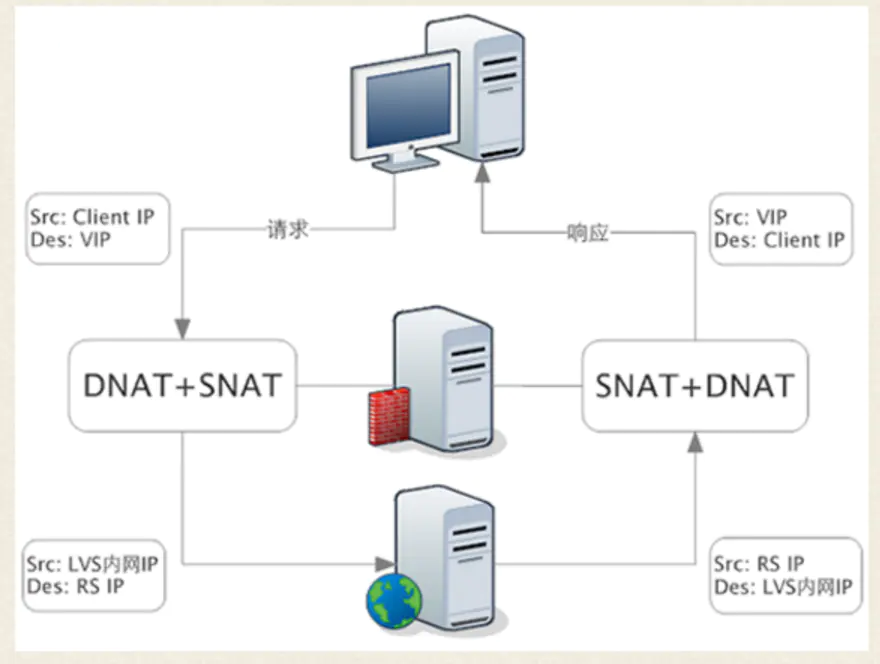 Src: Client IP
Des: VIP
请求
响应
Src: VIP
Des: Client IP
DNAT+SNAT
SNAT+DNAT
Src: LVS内网IP
Des: RS IP
Src: RS IP
Des: LVS内网IP